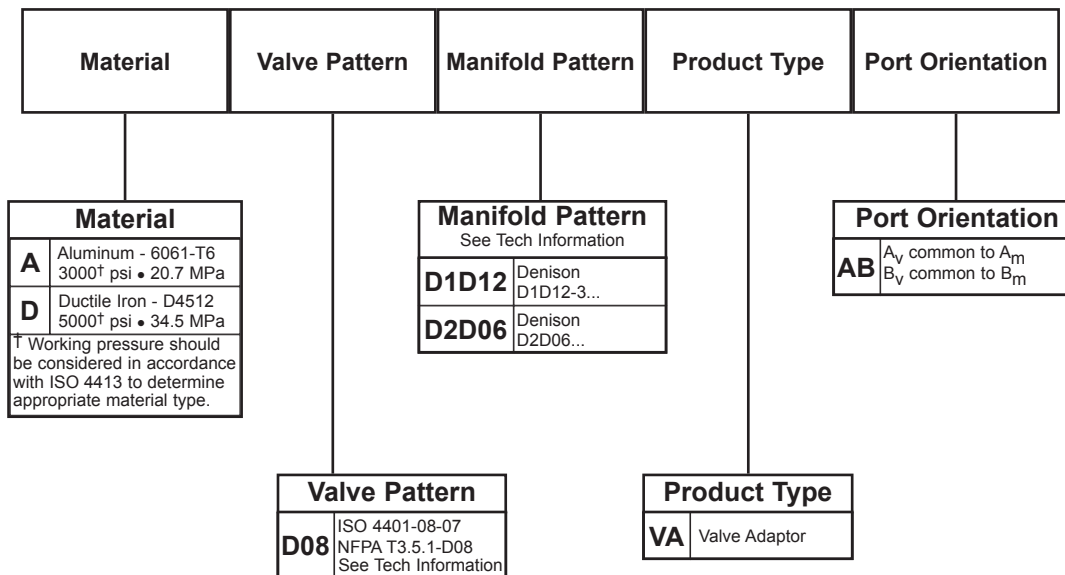 Material
Valve Pattern
Manifold Pattern
Product Type
Port Orientation
Material
A
Aluminum - 6061-T6
3000† psi • 20.7 MPa
D
Ductile Iron - D4512
5000† psi • 34.5 MPa
† Working pressure should
be considered in accordance
with ISO 4413 to determine
appropriate material type.
Manifold Pattern
See Tech Information
D1D12
Denison
D1D12-3...
D2D06
Denison
D2D06...
Port Orientation
AB
Av common to Am
Bv common to Bm
Valve Pattern
D08
ISO 4401-08-07
NFPA T3.5.1-D08
See Tech Information
Product Type
VA
Valve Adaptor